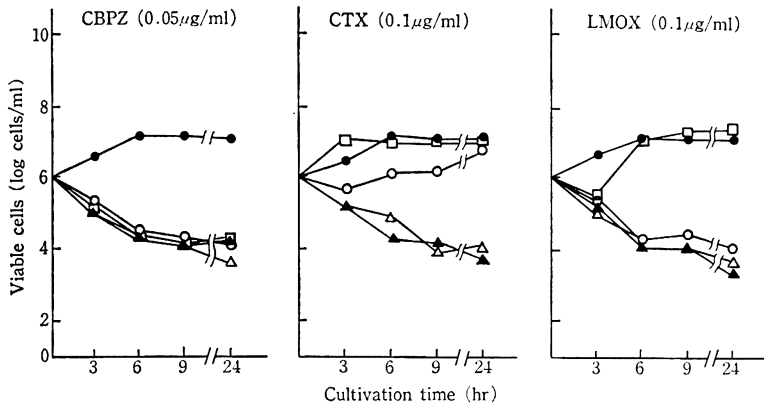 CBPZ (0.05μg/ml)
CTX (0.1μg/ml)
LMOX (0.1μg/ml)
Viable cells (log cells/ml)
10
8
6
4
2
0
3 6 9 24
3 6 9 24
3 6 9 24
Cultivation time (hr)